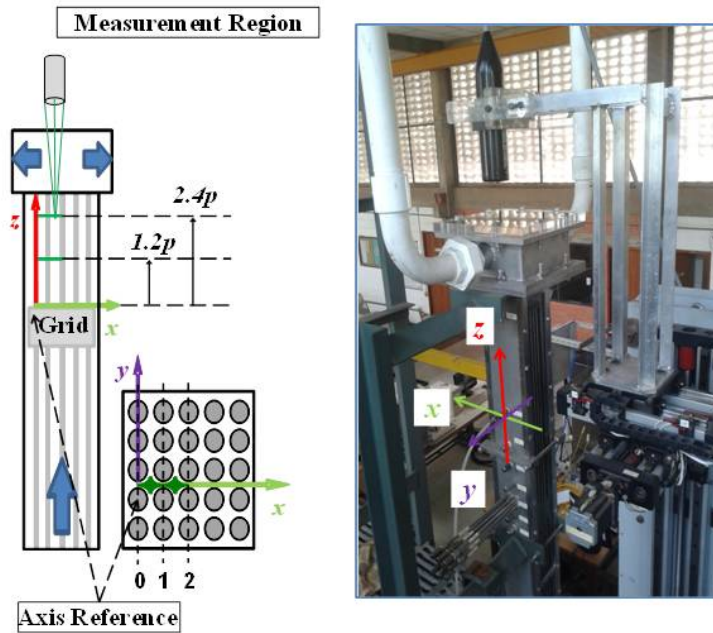 Measurement Region
2.4p
z
1.2p
Grid
x
y
x
0 1 2
Axis Reference
z
x
y